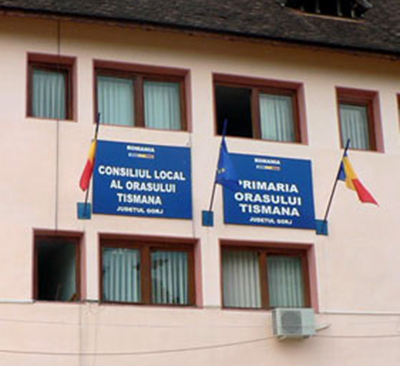 ROMANIA
CONSILIUL LOCAL
AL ORASULUI
TISMANA
JUDETUL GORJ
ROMANIA
PRIMARIA
ORASULUI
TISMANA
JUDETUL GORJ